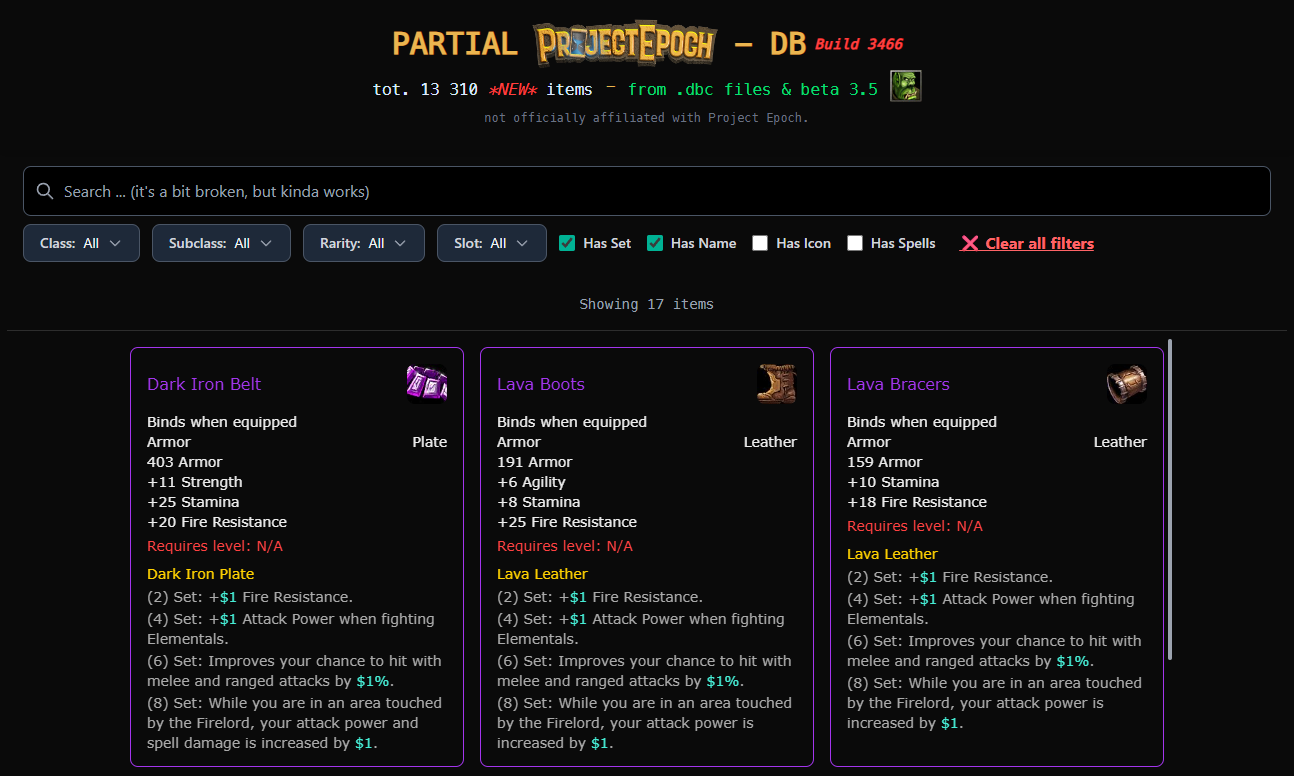 PARTIAL PROJECT EPOCH – DB Build 3466
tot. 13 310 *NEW* items – from .dbc files & beta 3.5
not officially affiliated with Project Epoch.
Search ... (it's a bit broken, but kinda works)
Class: All Subclass: All Rarity: All Slot: All Has Set Has Name Has Icon Has Spells Clear all filters
Showing 17 items
Dark Iron Belt
Binds when equipped
Armor Plate
403 Armor
+11 Strength
+25 Stamina
+20 Fire Resistance
Requires level: N/A
Dark Iron Plate
(2) Set: +$1 Fire Resistance.
(4) Set: +$1 Attack Power when fighting
Elementals.
(6) Set: Improves your chance to hit with
melee and ranged attacks by $1%.
(8) Set: While you are in an area touched
by the Firelord, your attack power and
spell damage is increased by $1.
Lava Boots
Binds when equipped
Armor Leather
191 Armor
+6 Agility
+8 Stamina
+25 Fire Resistance
Requires level: N/A
Lava Leather
(2) Set: +$1 Fire Resistance.
(4) Set: +$1 Attack Power when fighting
Elementals.
(6) Set: Improves your chance to hit with
melee and ranged attacks by $1%.
(8) Set: While you are in an area touched
by the Firelord, your attack power is
increased by $1.
Lava Bracers
Binds when equipped
Armor Leather
159 Armor
+10 Stamina
+18 Fire Resistance
Requires level: N/A
Lava Leather
(2) Set: +$1 Fire Resistance.
(4) Set: +$1 Attack Power when fighting
Elementals.
(6) Set: Improves your chance to hit with
melee and ranged attacks by $1%.
(8) Set: While you are in an area touched
by the Firelord, your attack power is
increased by $1.